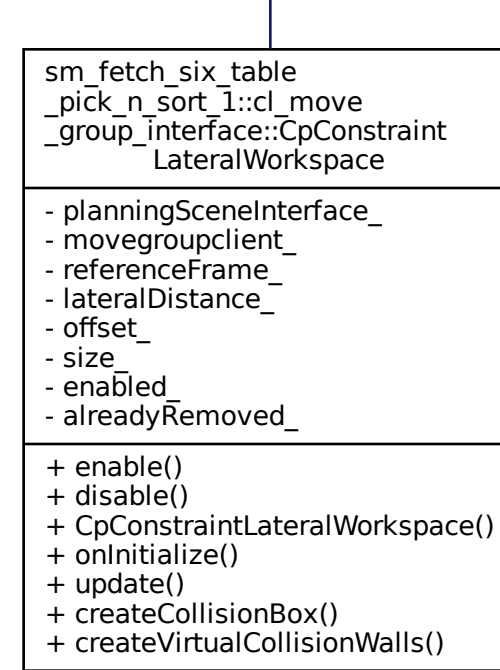 sm_fetch_six_table
_pick_n_sort_1::cl_move
_group_interface::CpConstraint
LateralWorkspace
- planningSceneInterface_
- movegroupclient_
- referenceFrame_
- lateralDistance_
- offset_
- size_
- enabled_
- alreadyRemoved_
+ enable()
+ disable()
+ CpConstraintLateralWorkspace()
+ onInitialize()
+ update()
+ createCollisionBox()
+ createVirtualCollisionWalls()